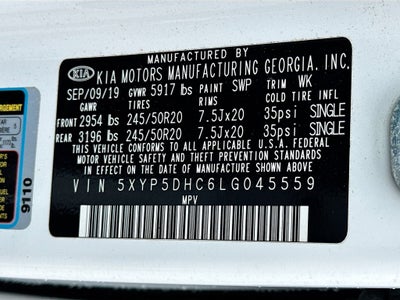 MANUFACTURED BY
KIA KIA MOTORS MANUFACTURING GEORGIA, INC.
SEP/09/19 GVWR 5917 lbs PAINT SWP TRIM WK
GAWR TIRES RIMS COLD TIRE INFL
FRONT 2954 lbs 245/50R20 7.5Jx20 35psi SINGLE
REAR 3196 lbs 245/50R20 7.5Jx20 35psi SINGLE
THIS VEHICLE CONFORMS TO ALL APPLICABLE U.S.A. FEDERAL
MOTOR VEHICLE SAFETY STANDARDS IN
EFFECT ON THE DATE OF MANUFACTURE SHOWN ABOVE.
VIN 5XYP5DHC6LG045559
MPV
9110